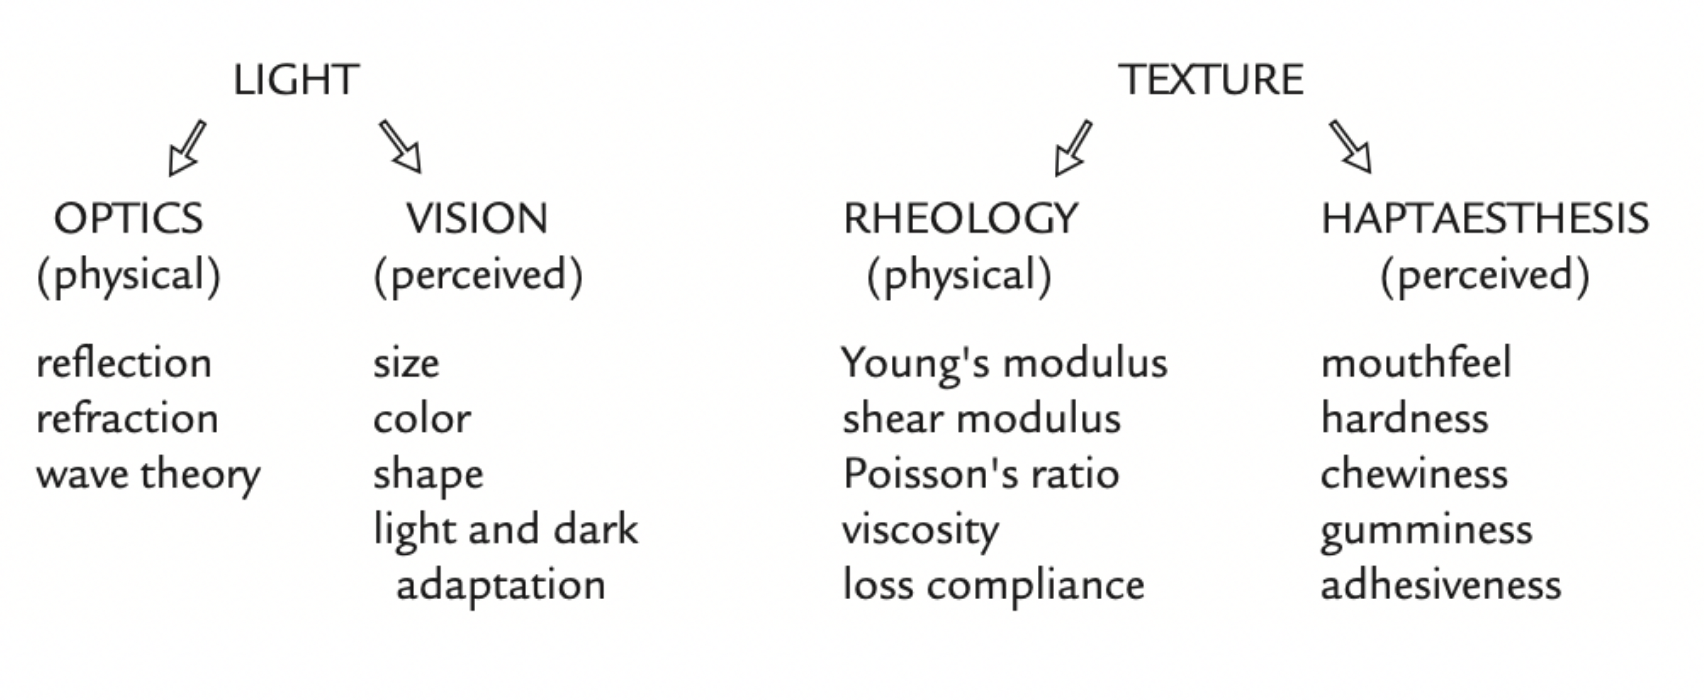 LIGHT
OPTICS
(physical)
reflection
refraction
wave theory
VISION
(perceived)
size
color
shape
light and dark
adaptation
TEXTURE
RHEOLOGY
(physical)
Young's modulus
shear modulus
Poisson's ratio
viscosity
loss compliance
HAPTAESTHESIS
(perceived)
mouthfeel
hardness
chewiness
gumminess
adhesiveness